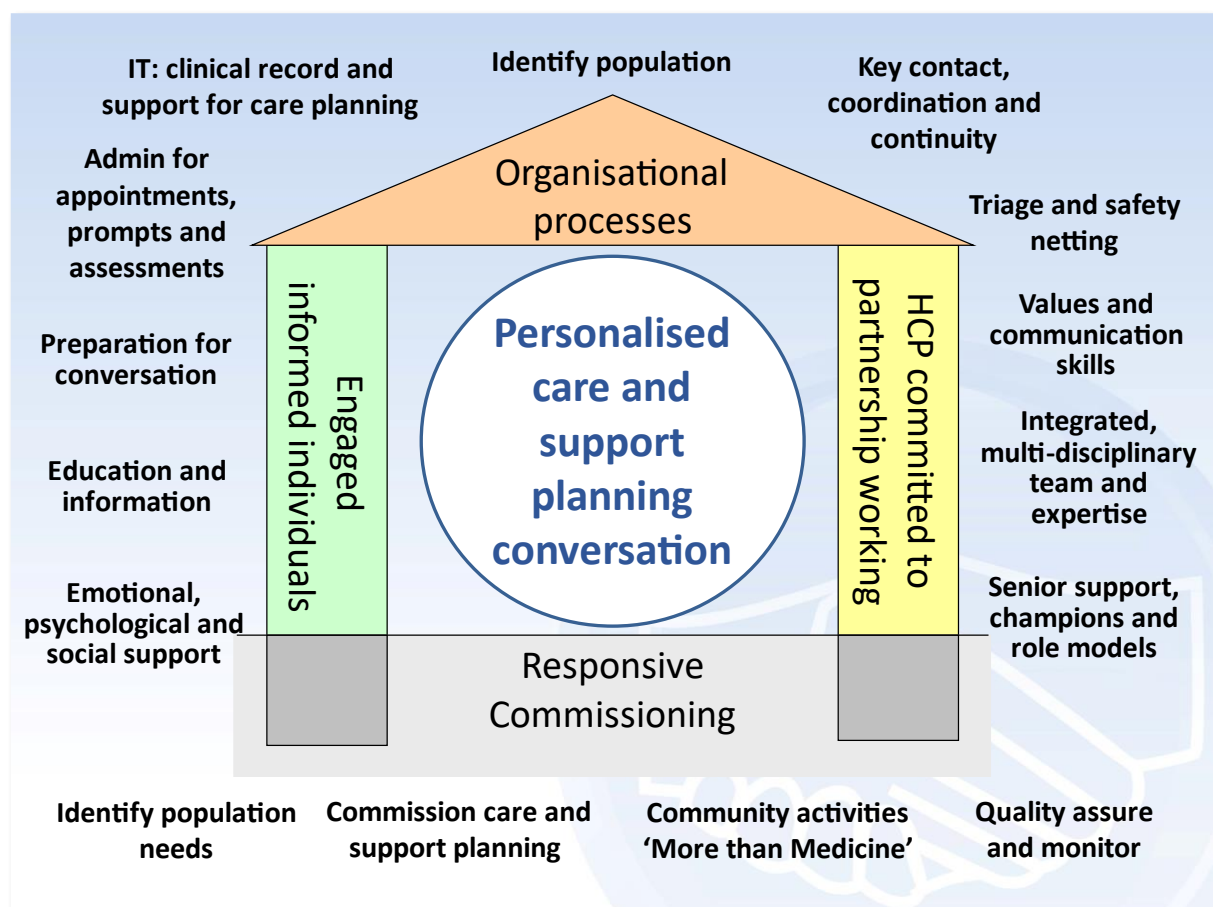 IT: clinical record and
support for care planning
Identify population
Key contact,
coordination and
continuity
Admin for
appointments,
prompts and
assessments
Organisational
processes
Triage and safety
netting
Preparation for
conversation
Education and
information
Emotional,
psychological and
social support
Engaged
informed individuals
Personalised
care and
support
planning
conversation
HCP committed to
partnership working
Values and
communication
skills
Integrated,
multi-disciplinary
team and
expertise
Senior support,
champions and
role models
Responsive
Commissioning
Identify population
needs
Commission care and
support planning
Community activities
‘More than Medicine’
Quality assure
and monitor